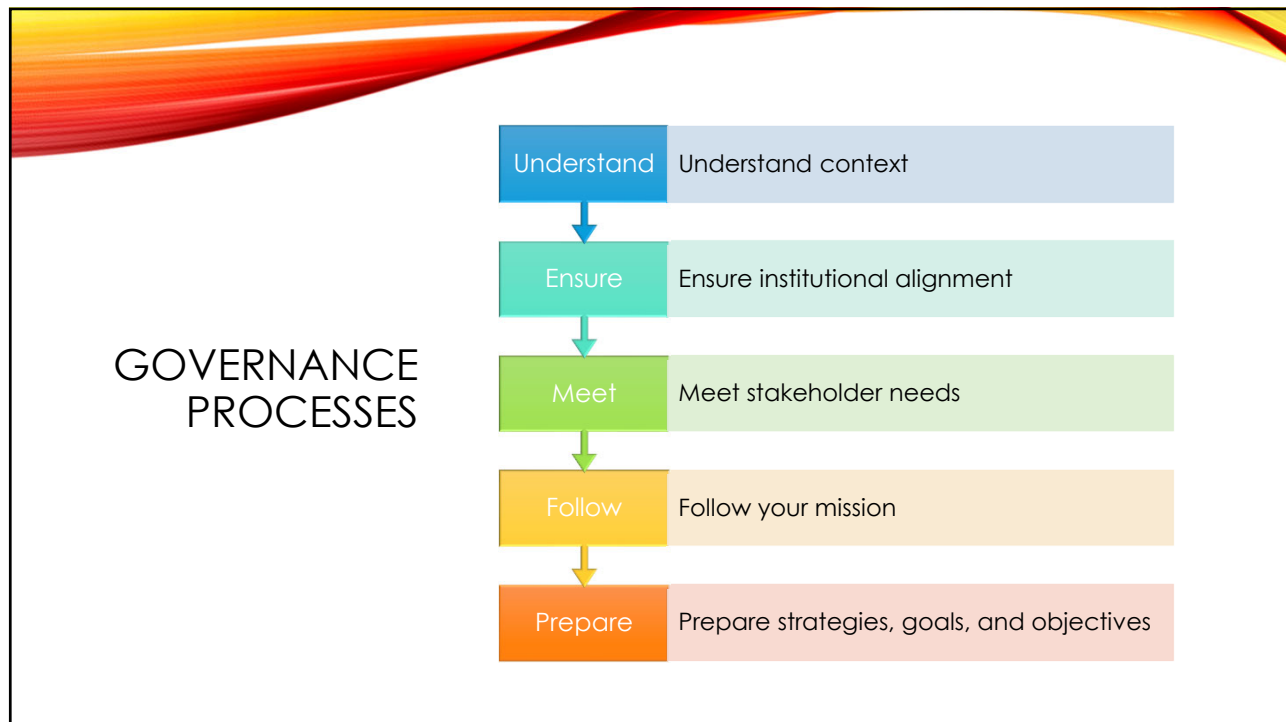 GOVERNANCE
PROCESSES
Understand
Understand context
Ensure
Ensure institutional alignment
Meet
Meet stakeholder needs
Follow
Follow your mission
Prepare
Prepare strategies, goals, and objectives